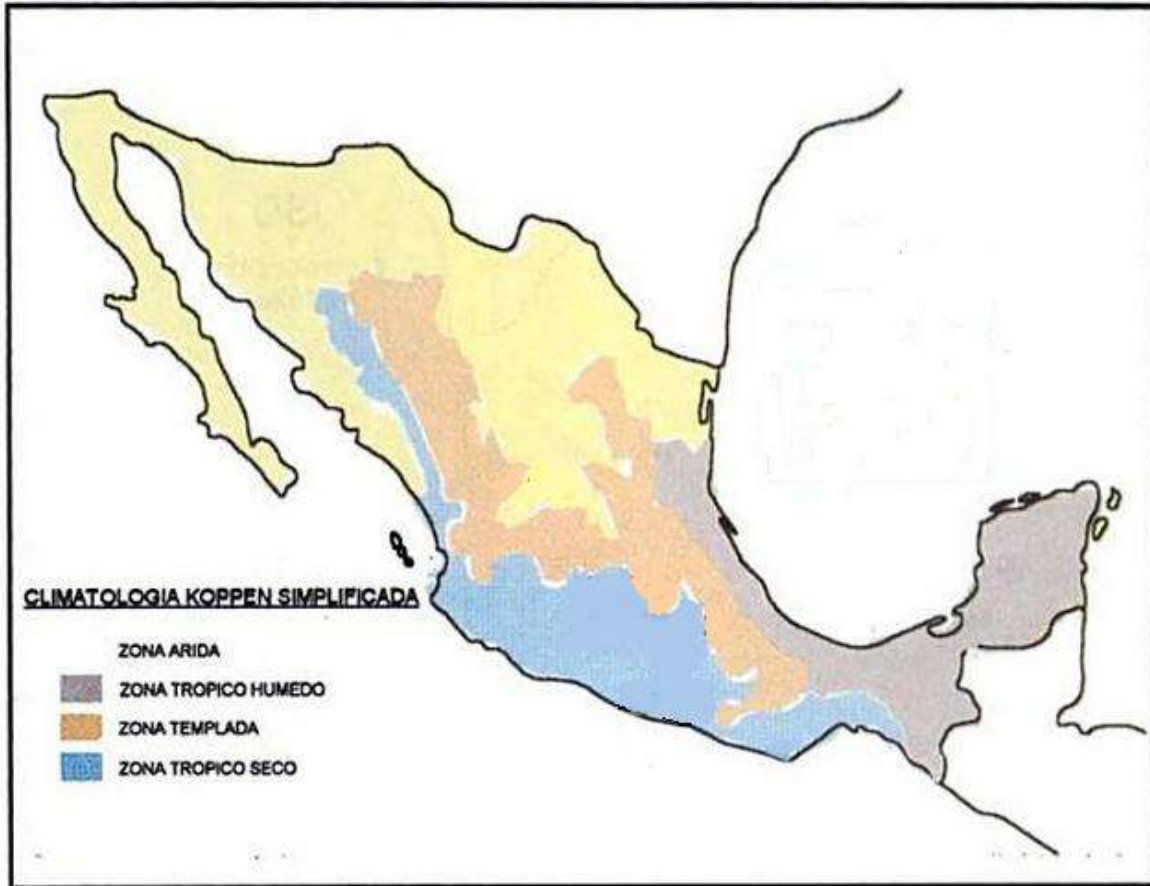 CLIMATOLOGIA KOPPEN SIMPLIFICADA
ZONA ARIDA
ZONA TROPICO HUMEDO
ZONA TEMPLADA
ZONA TROPICO SECO